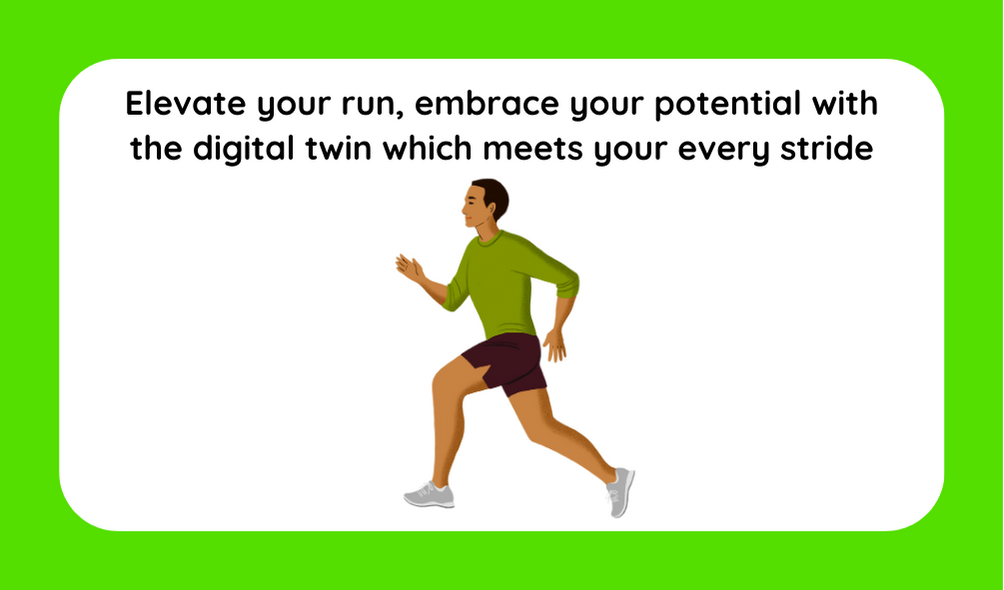 Elevate your run, embrace your potential with
the digital twin which meets your every stride